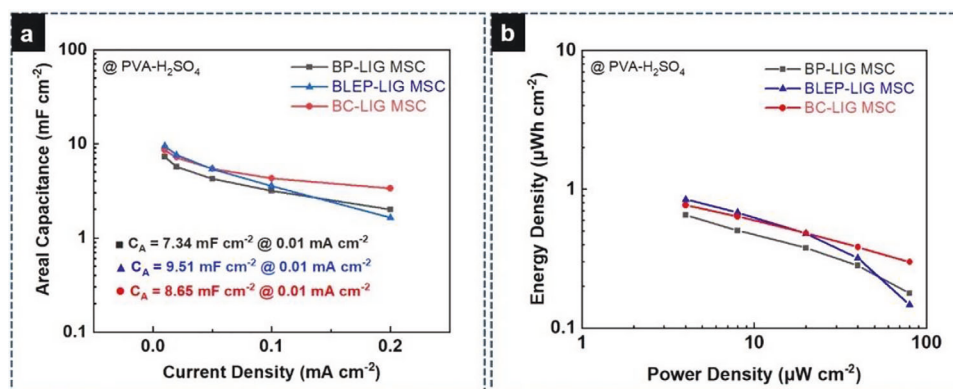 a
@ PVA-H₂SO₄
BP-LIG MSC
BLEP-LIG MSC
BC-LIG MSC
Areal Capacitance (mF cm⁻²)
100
10
1
0.1
C_A = 7.34 mF cm⁻² @ 0.01 mA cm⁻²
C_A = 9.51 mF cm⁻² @ 0.01 mA cm⁻²
C_A = 8.65 mF cm⁻² @ 0.01 mA cm⁻²
0.0 0.1 0.2
Current Density (mA cm⁻²)
b
@ PVA-H₂SO₄
BP-LIG MSC
BLEP-LIG MSC
BC-LIG MSC
Energy Density (µWh cm⁻²)
10
1
0.1
1 10 100
Power Density (µW cm⁻²)